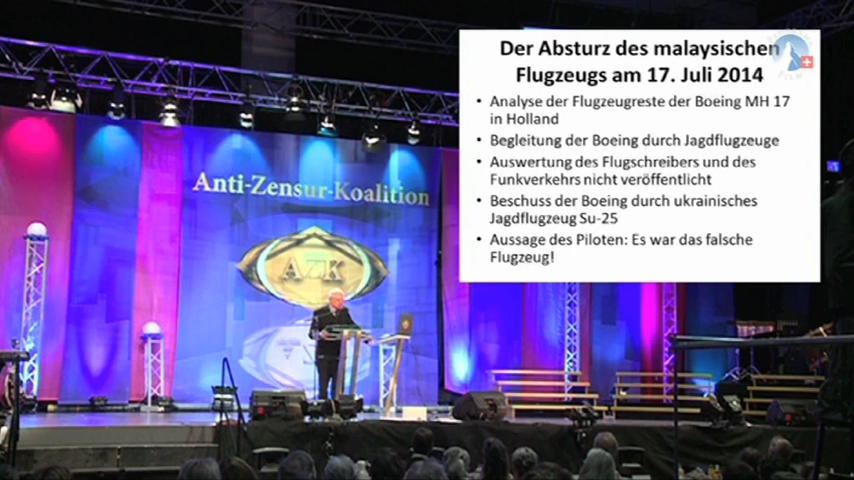 Der Absturz des malaysischen
Flugzeugs am 17. Juli 2014
• Analyse der Flugzeugreste der Boeing MH 17
in Holland
• Begleitung der Boeing durch Jagdflugzeuge
• Auswertung des Flugschreibers und des
Funkverkehrs nicht veröffentlicht
• Beschuss der Boeing durch ukrainisches
Jagdflugzeug Su-25
• Aussage des Piloten: Es war das falsche
Flugzeug!
Anti-Zensur-Koalition
AZK